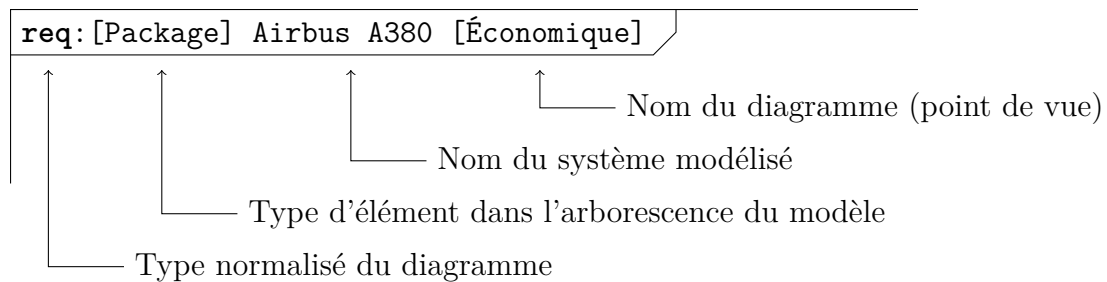 req:[Package] Airbus A380 [Économique]
Nom du diagramme (point de vue)
Nom du système modélisé
Type d'élément dans l'arborescence du modèle
Type normalisé du diagramme